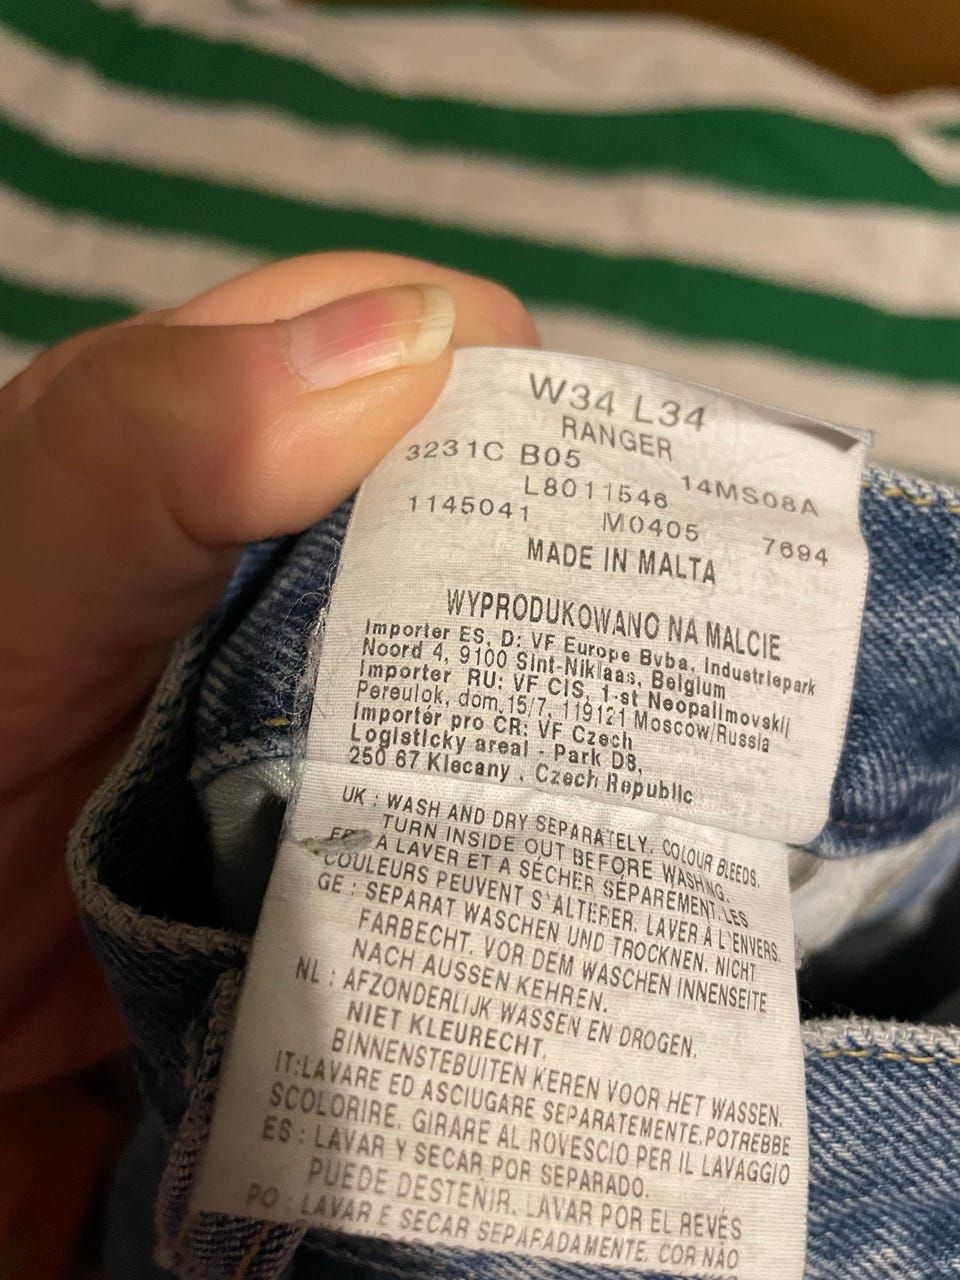 W34 L34
RANGER
3231C B05 14MS08A
L8011546
1145041 M0405 7694
MADE IN MALTA
WYPRODUKOWANO NA MALCIE
Importer ES, D: VF Europe Bvba, Industriepark
Noord 4, 9100 Sint-Niklaas, Belgium
Importer RU: VF CIS, 1-st Neopalimovskii
Pereulok, dom.15/7, 119121 Moscow/Russia
Importer pro CR: VF Czech
Logisticky areal - Park D8,
250 67 Klecany , Czech Republic
UK : WASH AND DRY SEPARATELY. COLOUR BLEEDS.
TURN INSIDE OUT BEFORE WASHING.
A LAVER ET A SÉCHER SÉPARÉMENT. LES
COULEURS PEUVENT S'ALTÉRER. LAVER A L'ENVERS.
GE : SEPARAT WASCHEN UND TROCKNEN. NICHT
FARBECHT. VOR DEM WASCHEN INNENSEITE
NACH AUSSEN KEHREN.
NL : AFZONDERLIJK WASSEN EN DROGEN.
NIET KLEURECHT.
BINNENSTEBUITEN KEREN VOOR HET WASSEN.
IT:LAVARE ED ASCIUGARE SEPARATEMENTE.POTREBBE
SCOLORIRE. GIRARE AL ROVESCIO PER IL LAVAGGIO
ES : LAVAR Y SECAR POR SEPARADO.
PUEDE DESTEÑIR. LAVAR POR EL REVÉS
PO : LAVAR E SECAR SEPARADAMENTE. COR NÃO